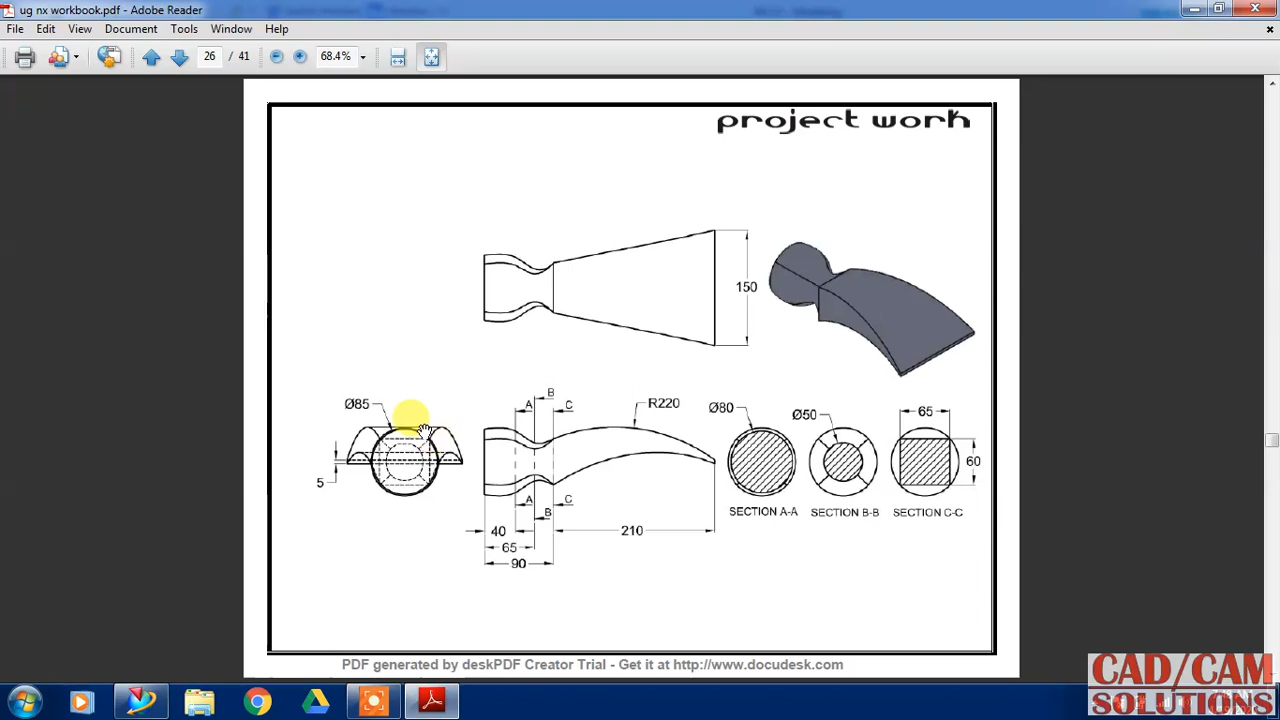 ug nx workbook.pdf - Adobe Reader
File Edit View Document Tools Window Help
26 / 41 68.4%
project work
150
Ø85
B
A C
R220
Ø80
Ø50
65
60
5
A C
B
SECTION A-A SECTION B-B SECTION C-C
40
210
65
90
PDF generated by deskPDF Creator Trial - Get it at http://www.docudesk.com
CAD/CAM
SOLUTIONS